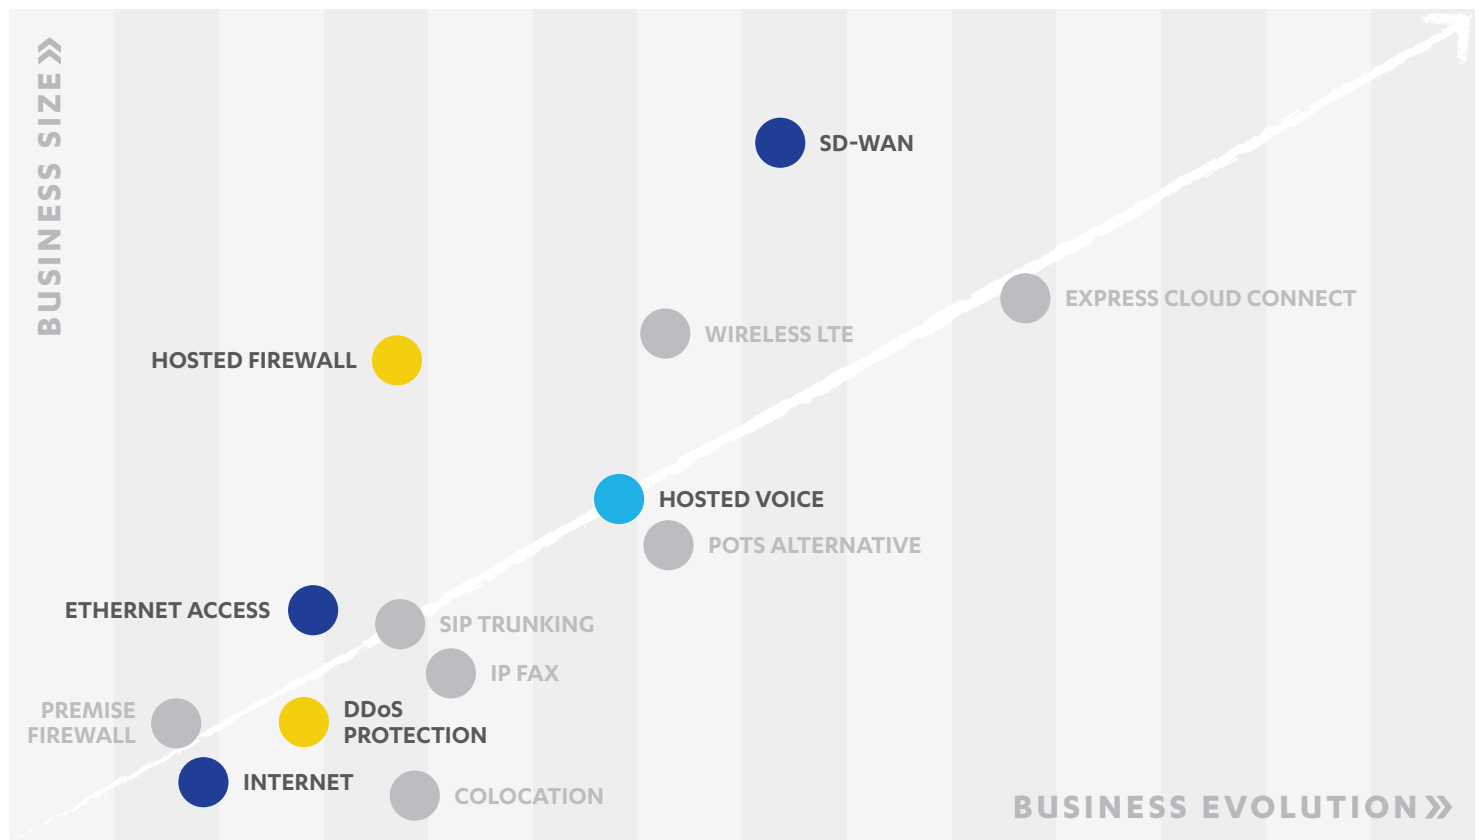 BUSINESS SIZE »
SD-WAN
EXPRESS CLOUD CONNECT
WIRELESS LTE
HOSTED FIREWALL
HOSTED VOICE
POTS ALTERNATIVE
ETHERNET ACCESS
SIP TRUNKING
IP FAX
PREMISE
FIREWALL
DDoS
PROTECTION
INTERNET
COLOCATION
BUSINESS EVOLUTION »